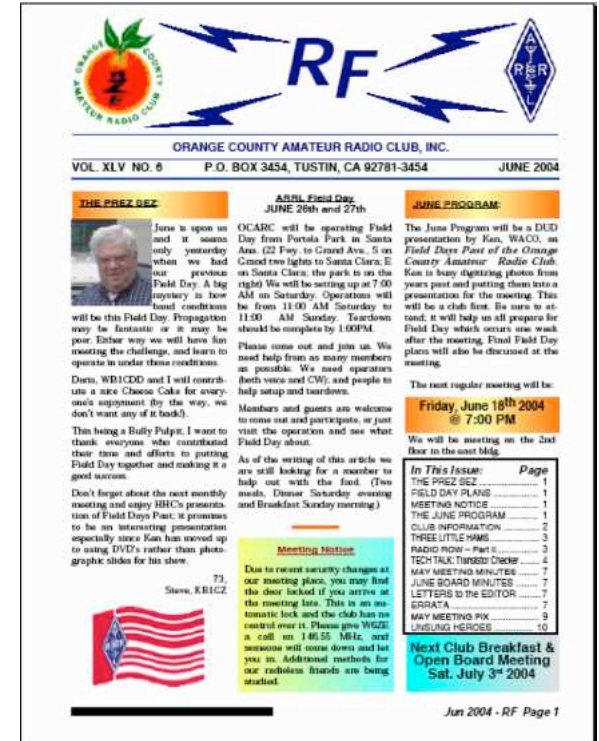 ORANGE COUNTY
AMATEUR RADIO CLUB
RF
A
R R
L
ORANGE COUNTY AMATEUR RADIO CLUB, INC.
VOL. XLV NO. 6 P.O. BOX 3454, TUSTIN, CA 92781-3454 JUNE 2004
THE PREZ SEZ:
June is upon us
and it seems
only yesterday
when we had
our previous
Field Day. A big
mystery is how
band conditions
will be this Field Day. Propagation
may be fantastic or it may be
poor. Either way we will have fun
meeting the challenge, and learn to
operate in under those conditions.
Doris, WB1CDD and I will contrib-
ute a nice Cheese Cake for every-
one's enjoyment (by the way, we
don't want any of it back!).
This being a Bully Pulpit, I want to
thank everyone who contributed
their time and efforts to putting
Field Day together and making it a
good success.
Don't forget about the next monthly
meeting and enjoy HHC's presenta-
tion of Field Days Past; it promises
to be an interesting presentation
especially since Ken has moved up
to using DVD's rather than photo-
graphic slides for his show.
73,
Steve, KB1GZ
ARRL Field Day
JUNE 26th and 27th
OCARC will be operating Field
Day from Portola Park in Santa
Ana. (22 Fwy. to Grand Ave., S on
Grand two lights to Santa Clara; E
on Santa Clara; the park is on the
right) We will be setting up at 7:00
AM on Saturday. Operations will
be from 11:00 AM Saturday to
11:00 AM Sunday. Teardown
should be complete by 1:00PM.
Please come out and join us. We
need help from as many members
as possible. We need operators
(both voice and CW); and people to
help setup and teardown.
Members and guests are welcome
to come out and participate, or just
visit the operation and see what
Field Day about.
As of the writing of this article we
are still looking for a member to
help out with the food. (Two
meals, Dinner Saturday evening
and Breakfast Sunday morning.)
Meeting Notice
Due to recent security changes at
our meeting place, you may find
the door locked if you arrive at
the meeting late. This is an au-
tomatic lock and the club has no
control over it. Please give W6ZE
a call on 146.55 MHz, and
someone will come down and let
you in. Additional methods for
our radioless friends are being
studied.
JUNE PROGRAM:
The June Program will be a DUD
presentation by Ken, WACO, on
Field Days Past of the Orange
County Amateur Radio Club.
Ken is busy digitizing photos from
years past and putting them into a
presentation for the meeting. This
will be a club first. Be sure to at-
tend; it will help us all prepare for
Field Day which occurs one week
after the meeting. Final Field Day
plans will also be discussed at the
meeting.
The next regular meeting will be:
Friday, June 18th 2004
@ 7:00 PM
We will be meeting on the 2nd
floor in the east bldg.
In This Issue: Page
THE PREZ SEZ 1
FIELD DAY PLANS 1
MEETING NOTICE 1
THE JUNE PROGRAM 1
CLUB INFORMATION 2
THREE LITTLE HAMS 3
RADIO ROW – Part II 3
TECH TALK: Transistor Checker 4
MAY MEETING MINUTES 7
JUNE BOARD MINUTES 7
LETTERS to the EDITOR 7
ERRATA 7
MAY MEETING PIX 9
UNSUNG HEROES 10
Next Club Breakfast &
Open Board Meeting
Sat. July 3rd 2004
Jun 2004 - RF Page 1